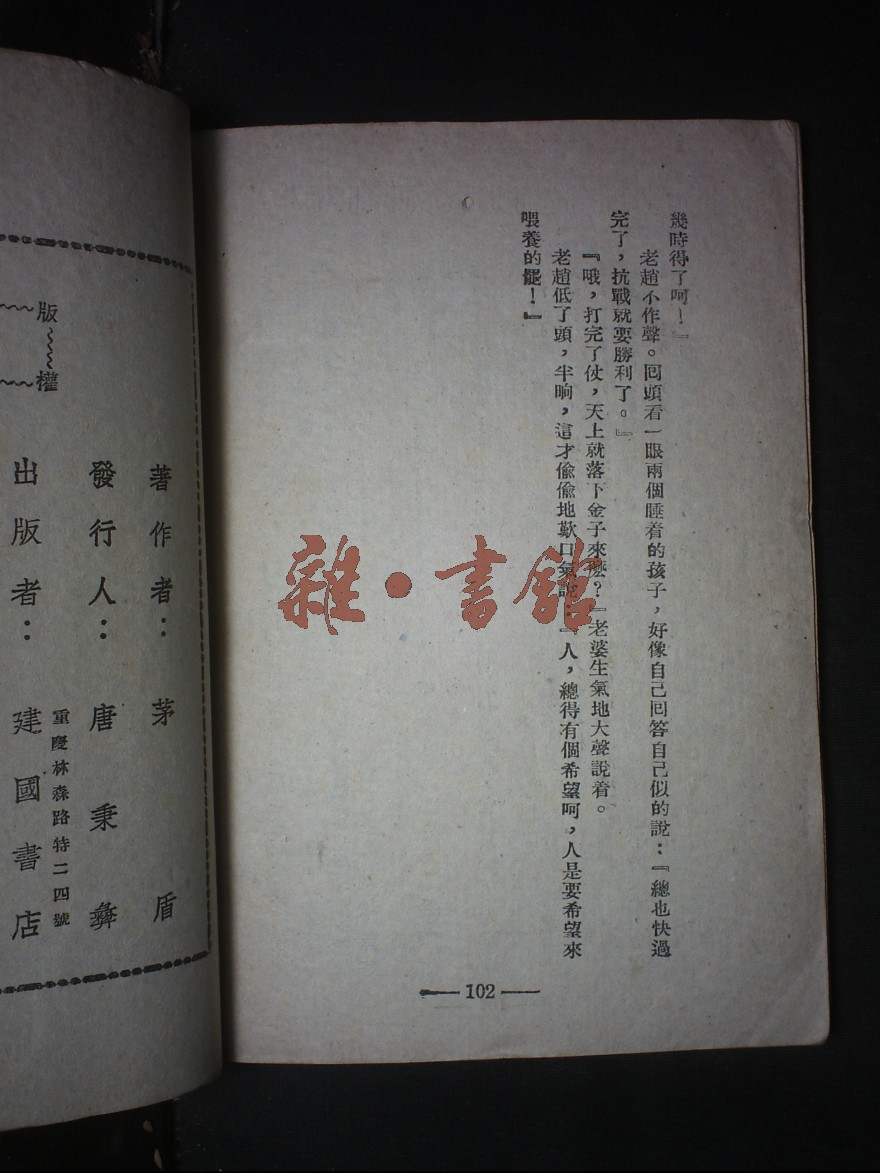 幾時得了呵！』
老趙不作聲。囘頭看一眼兩個睡着的孩子，好像自己囘答自己似的說：『總也快過
完了，抗戰就要勝利了。』
『哦，打完了仗，天上就落下金子來麽？『老婆生氣地大聲說着。
老趙低了頭，半晌，這才偸偸地歎口氣說：『人，總得有個希望呵，人是要希望來
喂養的罷！』
102
雜·書館
著作者：茅盾
發行人：唐秉彝
重慶林森路特二四號
出版者：建國書店
版權